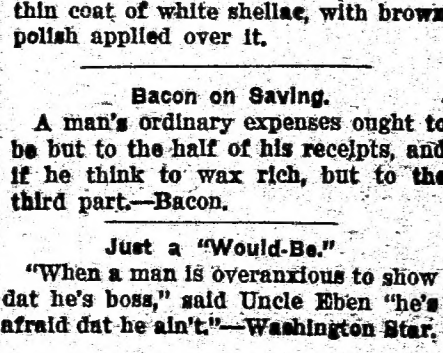 thin coat of white shellac, with brown
polish applied over it.
Bacon on Saving.
A man's ordinary expenses ought to
be but to the half of his receipts, and
if he think to wax rich, but to the
third part.—Bacon.
Just a "Would-Be."
"When a man is overanxious to show
dat he's boss," said Uncle Eben "he's
afraid dat he ain't."—Washington Star.